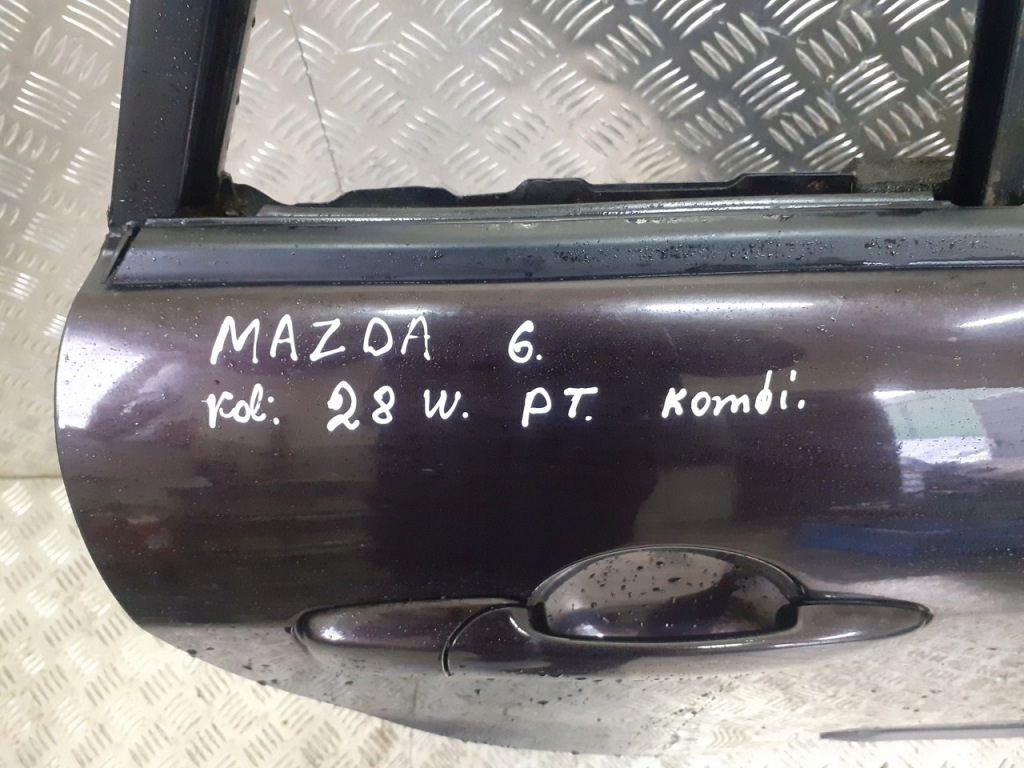 MAZDA 6.
Kol: 28 W. PT. Kombi.